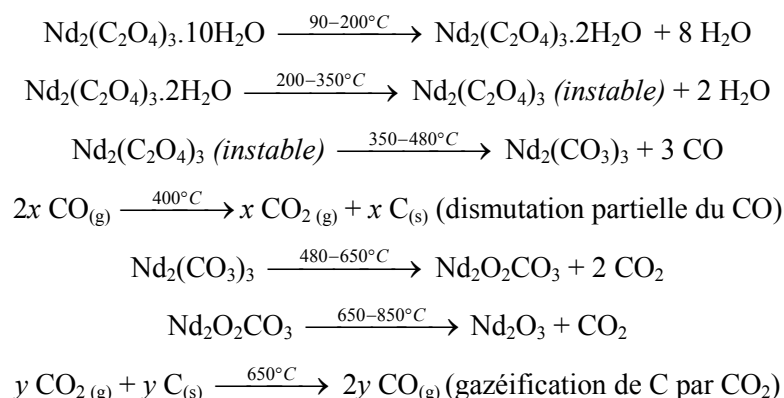 Nd₂(C₂O₄)₃.10H₂O —90–200°C→ Nd₂(C₂O₄)₃.2H₂O + 8 H₂O
Nd₂(C₂O₄)₃.2H₂O —200–350°C→ Nd₂(C₂O₄)₃ (instable) + 2 H₂O
Nd₂(C₂O₄)₃ (instable) —350–480°C→ Nd₂(CO₃)₃ + 3 CO
2x CO(g) —400°C→ x CO₂ (g) + x C(s) (dismutation partielle du CO)
Nd₂(CO₃)₃ —480–650°C→ Nd₂O₂CO₃ + 2 CO₂
Nd₂O₂CO₃ —650–850°C→ Nd₂O₃ + CO₂
y CO₂ (g) + y C(s) —650°C→ 2y CO(g) (gazéification de C par CO₂)